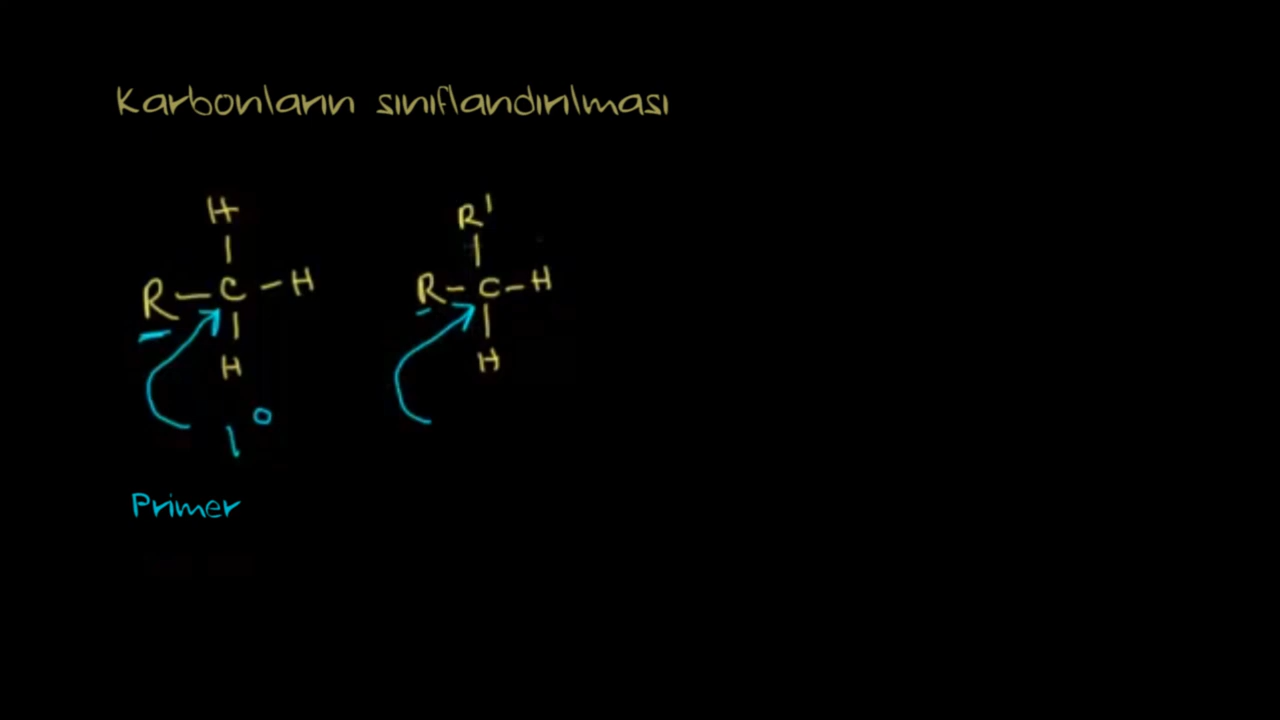 Karbonların sınıflandırılması
H R'
R – C – H R – C – H
H H
1°
Primer